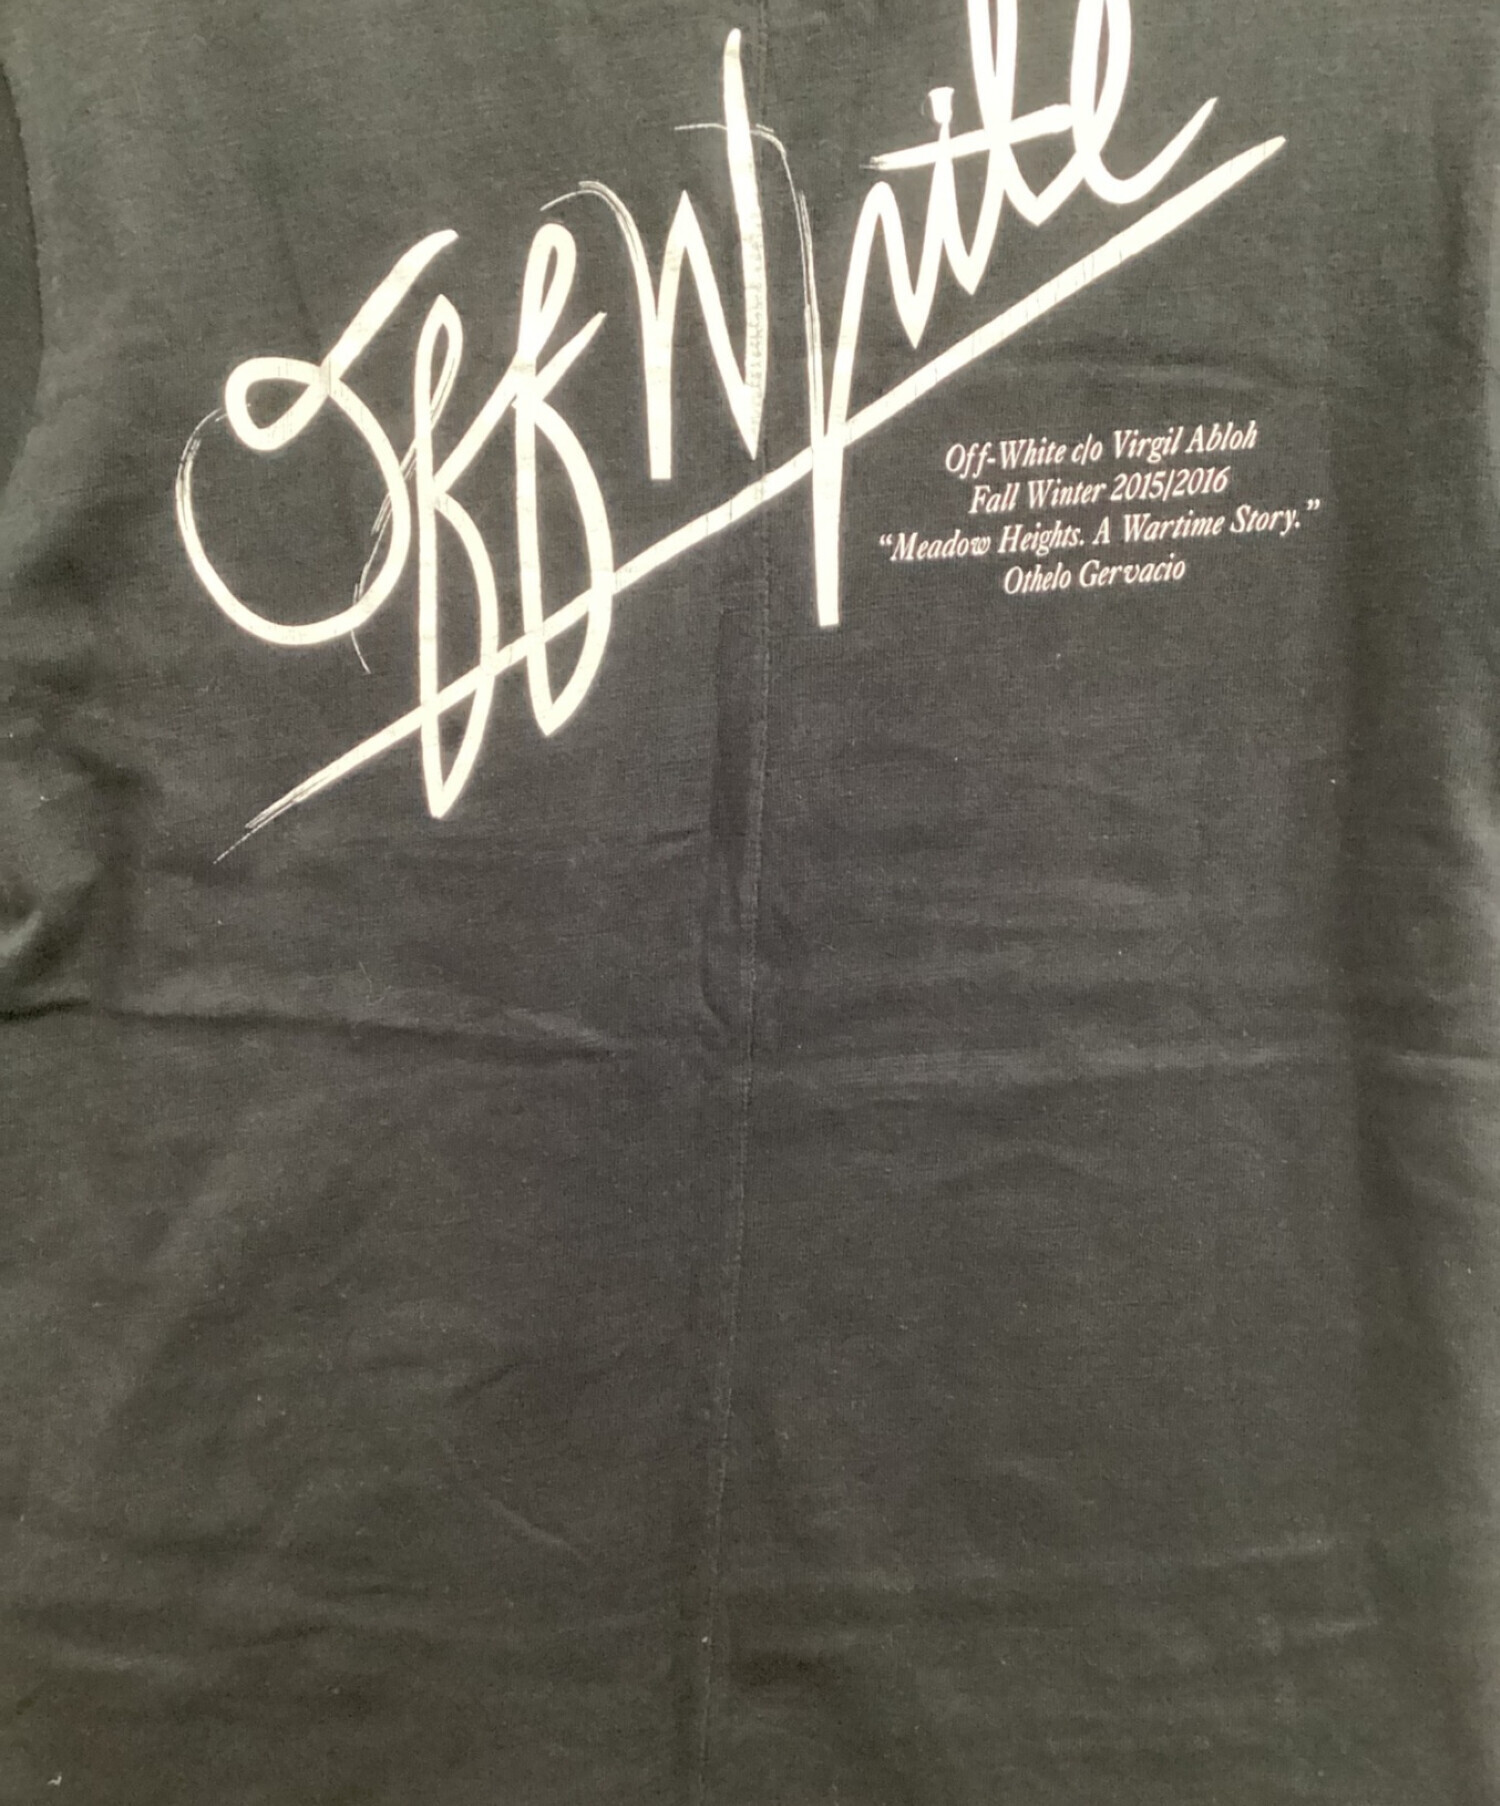 Off White
Off-White c/o Virgil Abloh
Fall Winter 2015/2016
“Meadow Heights. A Wartime Story.”
Othelo Gervacio